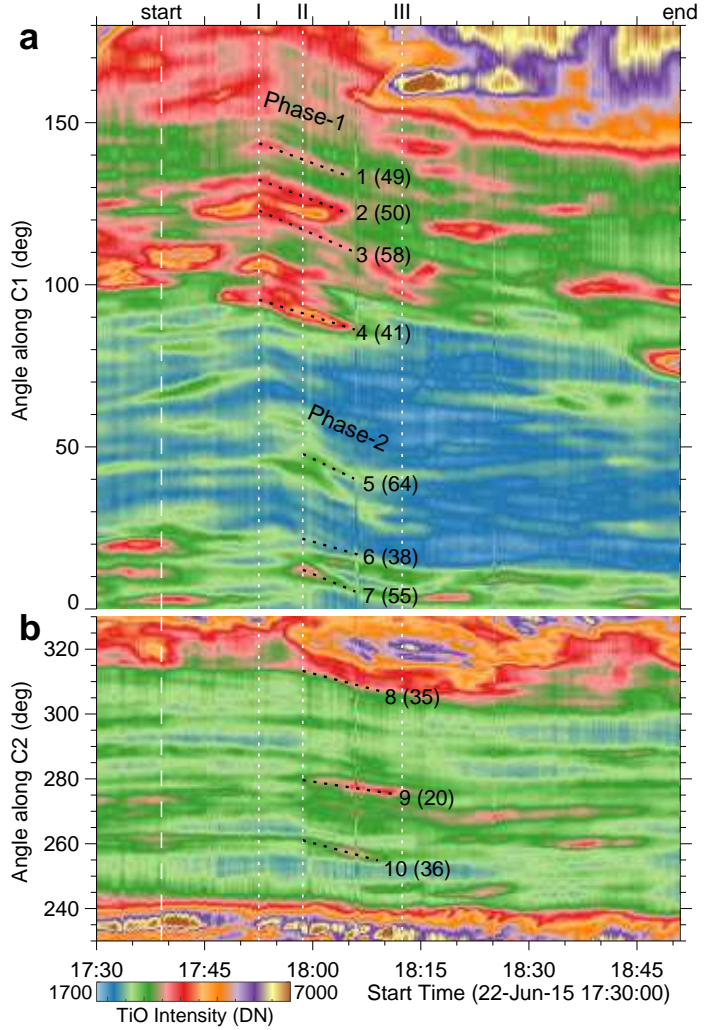 start I II III end
a
Phase-1
150
1 (49)
2 (50)
3 (58)
100
4 (41)
Angle along C1 (deg)
Phase-2
50
5 (64)
6 (38)
7 (55)
0
b
320
8 (35)
300
Angle along C2 (deg)
280
9 (20)
260
10 (36)
240
17:30 17:45 18:00 18:15 18:30 18:45
1700 7000 Start Time (22-Jun-15 17:30:00)
TiO Intensity (DN)